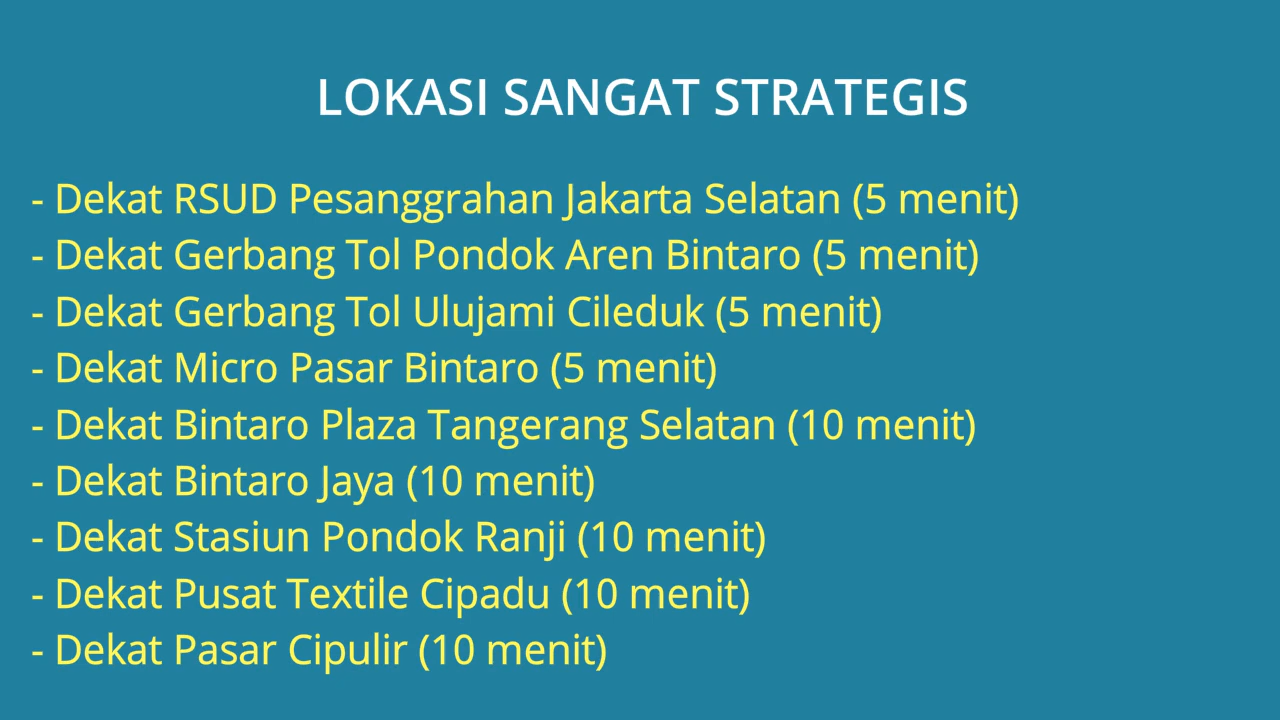 LOKASI SANGAT STRATEGIS
- Dekat RSUD Pesanggrahan Jakarta Selatan (5 menit)
- Dekat Gerbang Tol Pondok Aren Bintaro (5 menit)
- Dekat Gerbang Tol Ulujami Cileduk (5 menit)
- Dekat Micro Pasar Bintaro (5 menit)
- Dekat Bintaro Plaza Tangerang Selatan (10 menit)
- Dekat Bintaro Jaya (10 menit)
- Dekat Stasiun Pondok Ranji (10 menit)
- Dekat Pusat Textile Cipadu (10 menit)
- Dekat Pasar Cipulir (10 menit)